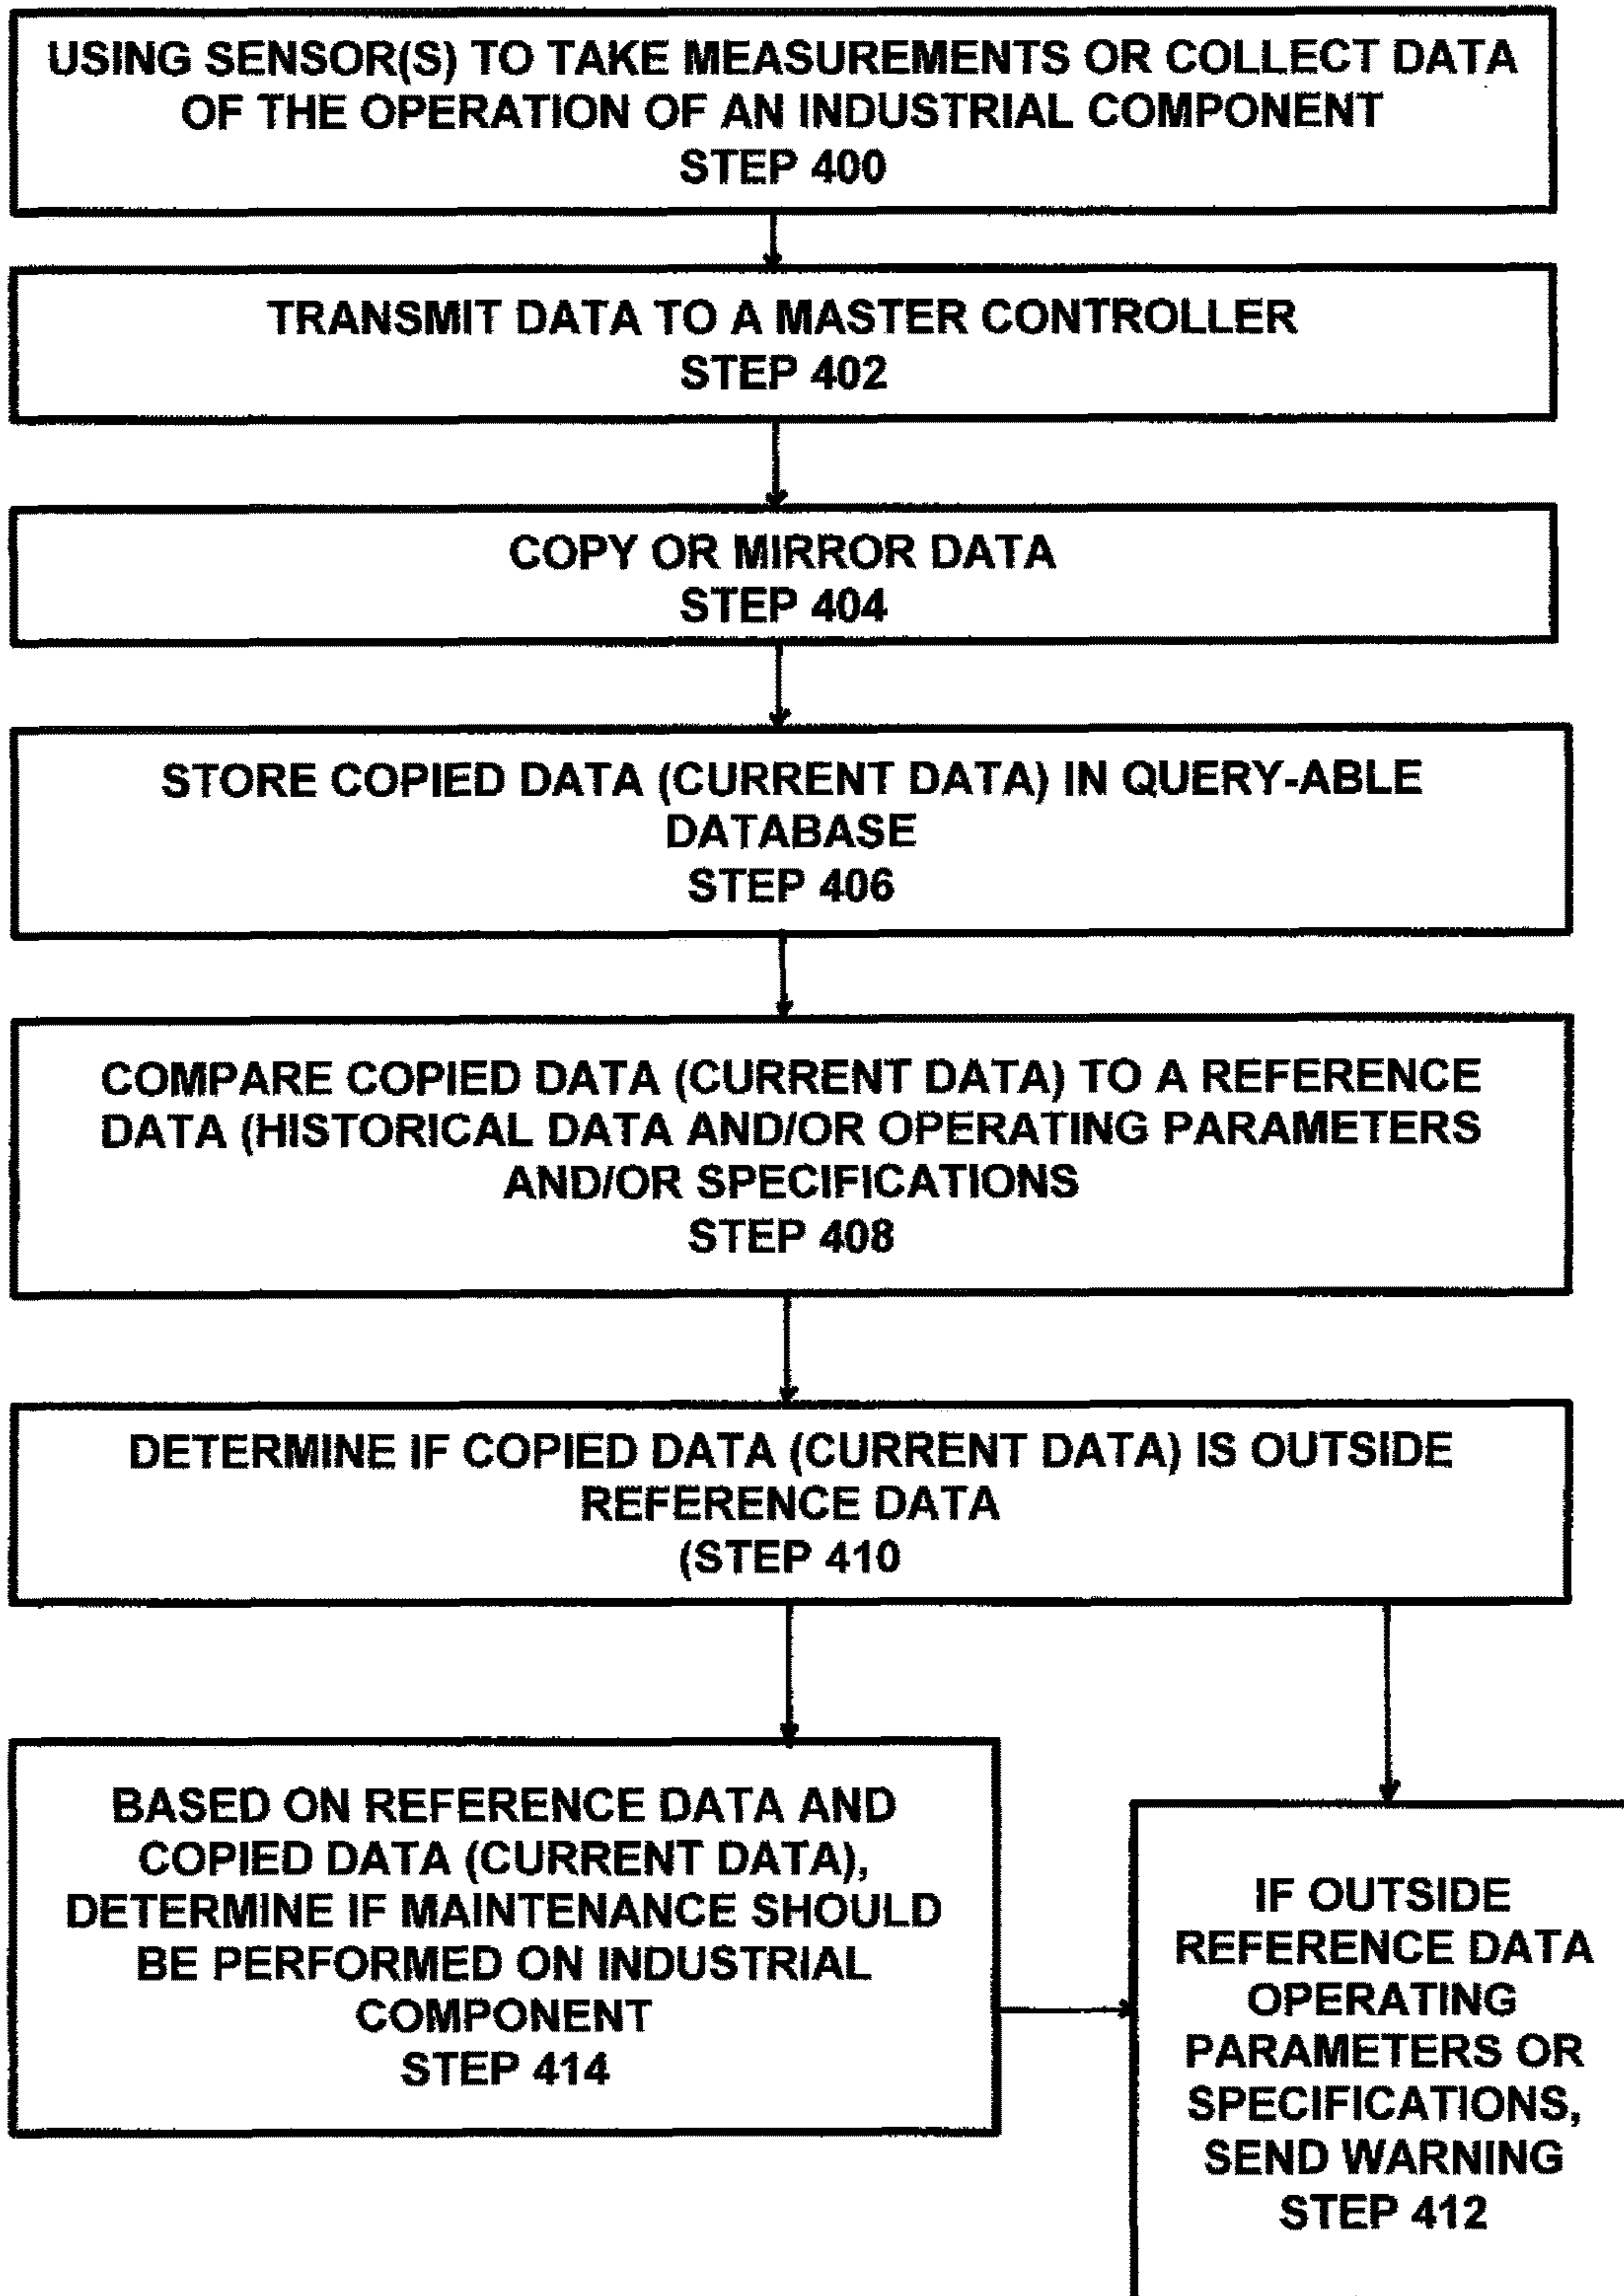 USING SENSOR(S) TO TAKE MEASUREMENTS OR COLLECT DATA
OF THE OPERATION OF AN INDUSTRIAL COMPONENT
STEP 400
TRANSMIT DATA TO A MASTER CONTROLLER
STEP 402
COPY OR MIRROR DATA
STEP 404
STORE COPIED DATA (CURRENT DATA) IN QUERY-ABLE
DATABASE
STEP 406
COMPARE COPIED DATA (CURRENT DATA) TO A REFERENCE
DATA (HISTORICAL DATA AND/OR OPERATING PARAMETERS
AND/OR SPECIFICATIONS
STEP 408
DETERMINE IF COPIED DATA (CURRENT DATA) IS OUTSIDE
REFERENCE DATA
(STEP 410
BASED ON REFERENCE DATA AND
COPIED DATA (CURRENT DATA),
DETERMINE IF MAINTENANCE SHOULD
BE PERFORMED ON INDUSTRIAL
COMPONENT
STEP 414
IF OUTSIDE
REFERENCE DATA
OPERATING
PARAMETERS OR
SPECIFICATIONS,
SEND WARNING
STEP 412